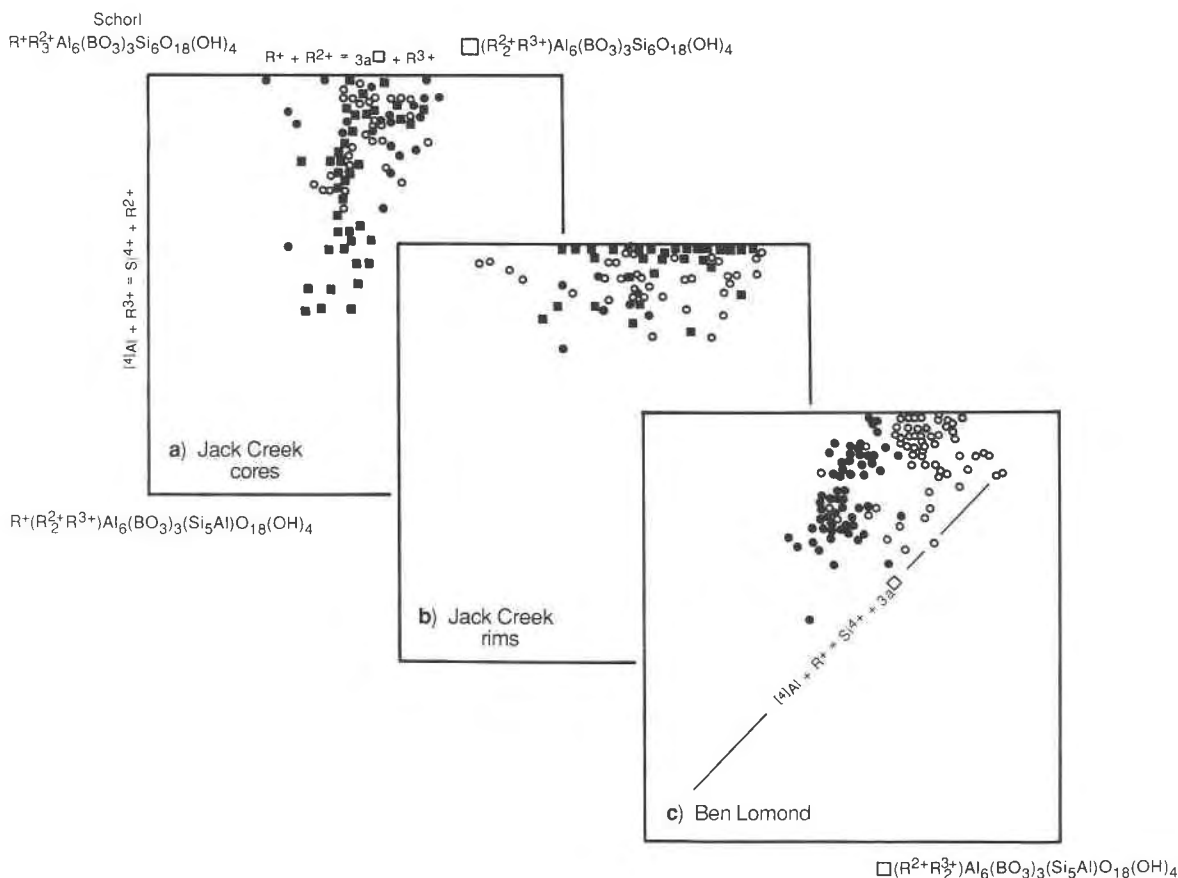 Schorl
R⁺R₃²⁺Al₆(BO₃)₃Si₆O₁₈(OH)₄
□(R₂²⁺R³⁺)Al₆(BO₃)₃Si₆O₁₈(OH)₄
R⁺ + R²⁺ = 3a□ + R³⁺
[4]Al + R³⁺ = Si⁴⁺ + R²⁺
a) Jack Creek
cores
R⁺(R₂²⁺R³⁺)Al₆(BO₃)₃(Si₅Al)O₁₈(OH)₄
b) Jack Creek
rims
[4]Al + R⁺ = Si⁴⁺ + 3a□
c) Ben Lomond
□(R²⁺R₂³⁺)Al₆(BO₃)₃(Si₅Al)O₁₈(OH)₄